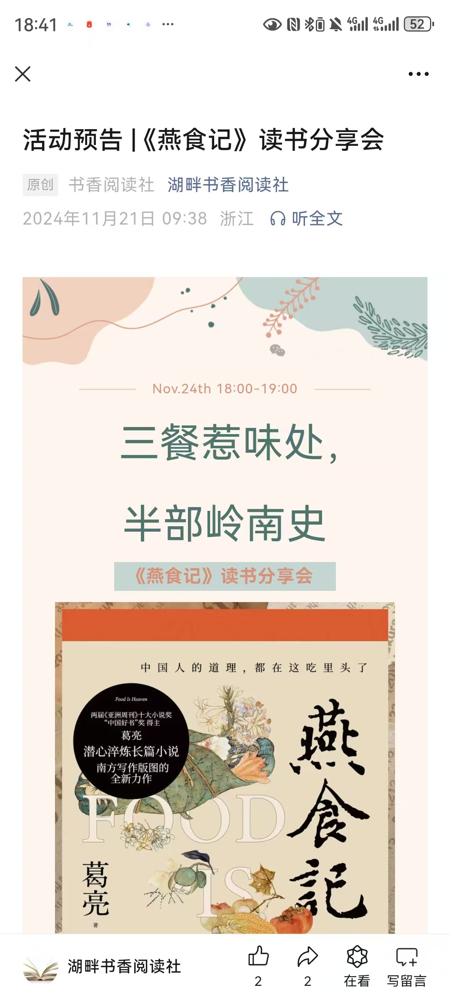 18:41
4G 4G 52
活动预告 |《燕食记》读书分享会
原创 书香阅读社 湖畔书香阅读社
2024年11月21日 09:38 浙江 听全文
Nov.24th 18:00-19:00
三餐惹味处,
半部岭南史
《燕食记》读书分享会
中国人的道理,都在这吃里头了
Food Is Heaven
两届《亚洲周刊》十大小说奖
“中国好书”奖 得主
葛亮
潜心淬炼长篇小说
南方写作版图的
全新力作
燕食記
FOOD
IS
葛亮
著
湖畔书香阅读社
2 2 在看 写留言